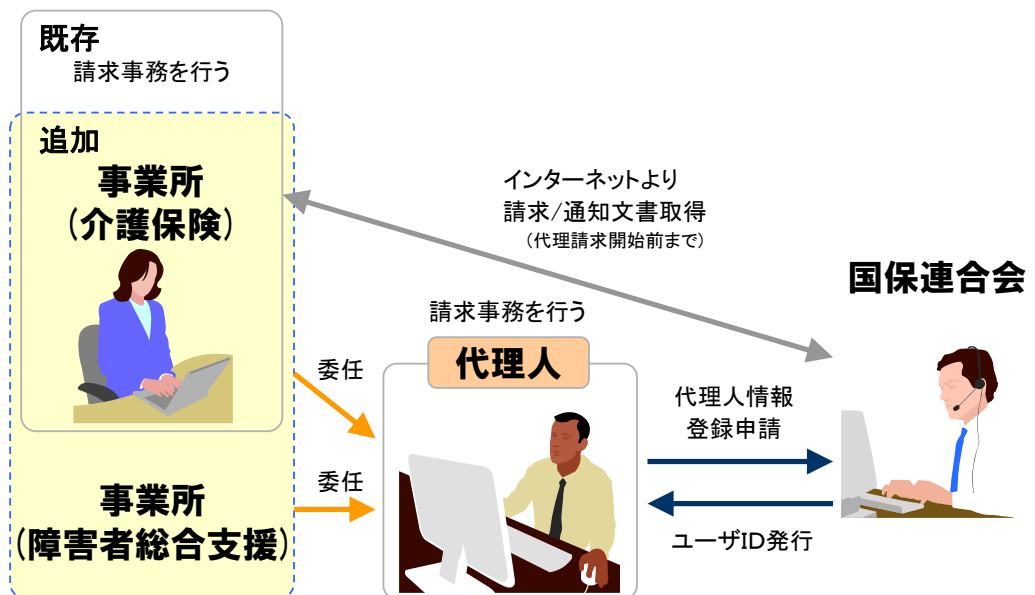 既存
請求事務を行う
追加
事業所
(介護保険)
インターネットより
請求/通知文書取得
(代理請求開始前まで)
国保連合会
請求事務を行う
代理人
委任
代理人情報
登録申請
委任
事業所
(障害者総合支援)
ユーザID発行